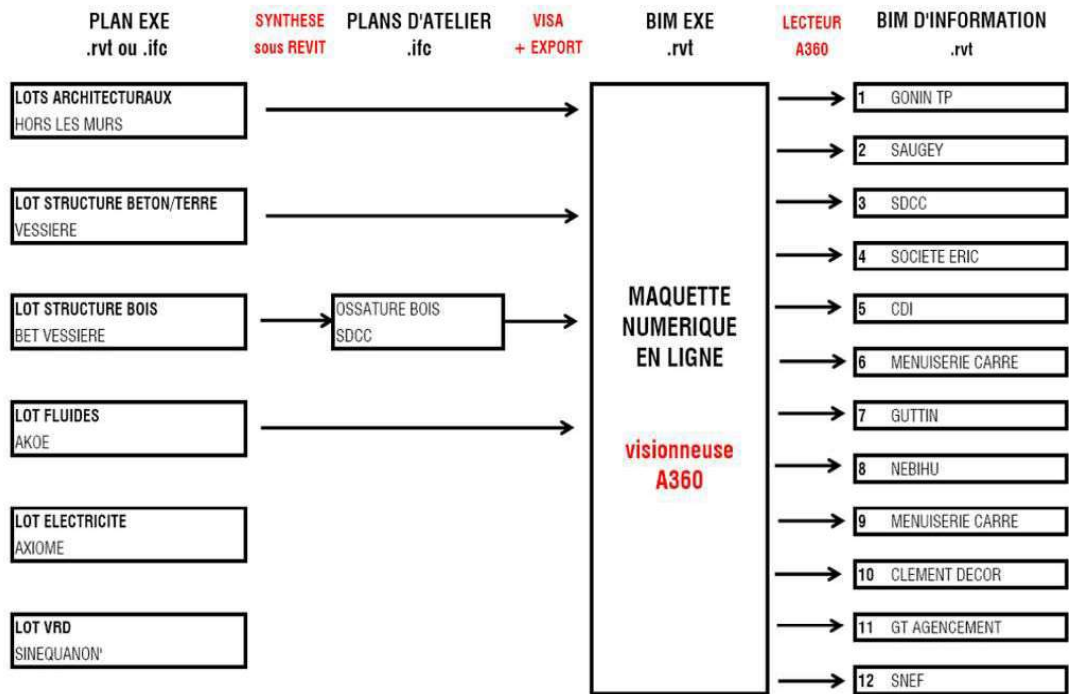 PLAN EXE
.rvt ou .ifc
SYNTHESE
sous REVIT
PLANS D'ATELIER
.ifc
VISA
+ EXPORT
BIM EXE
.rvt
LECTEUR
A360
BIM D'INFORMATION
.rvt
LOTS ARCHITECTURAUX
HORS LES MURS
LOT STRUCTURE BETON/TERRE
VESSIERE
LOT STRUCTURE BOIS
BET VESSIERE
LOT FLUIDES
AKOE
LOT ELECTRICITE
AXIOME
LOT VRD
SINEQUANON'
OSSATURE BOIS
SDCC
MAQUETTE
NUMERIQUE
EN LIGNE
visionneuse
A360
1 GONIN TP
2 SAUGEY
3 SDCC
4 SOCIETE ERIC
5 CDI
6 MENUISERIE CARRE
7 GUTTIN
8 NEBIHU
9 MENUISERIE CARRE
10 CLEMENT DECOR
11 GT AGENCEMENT
12 SNEF